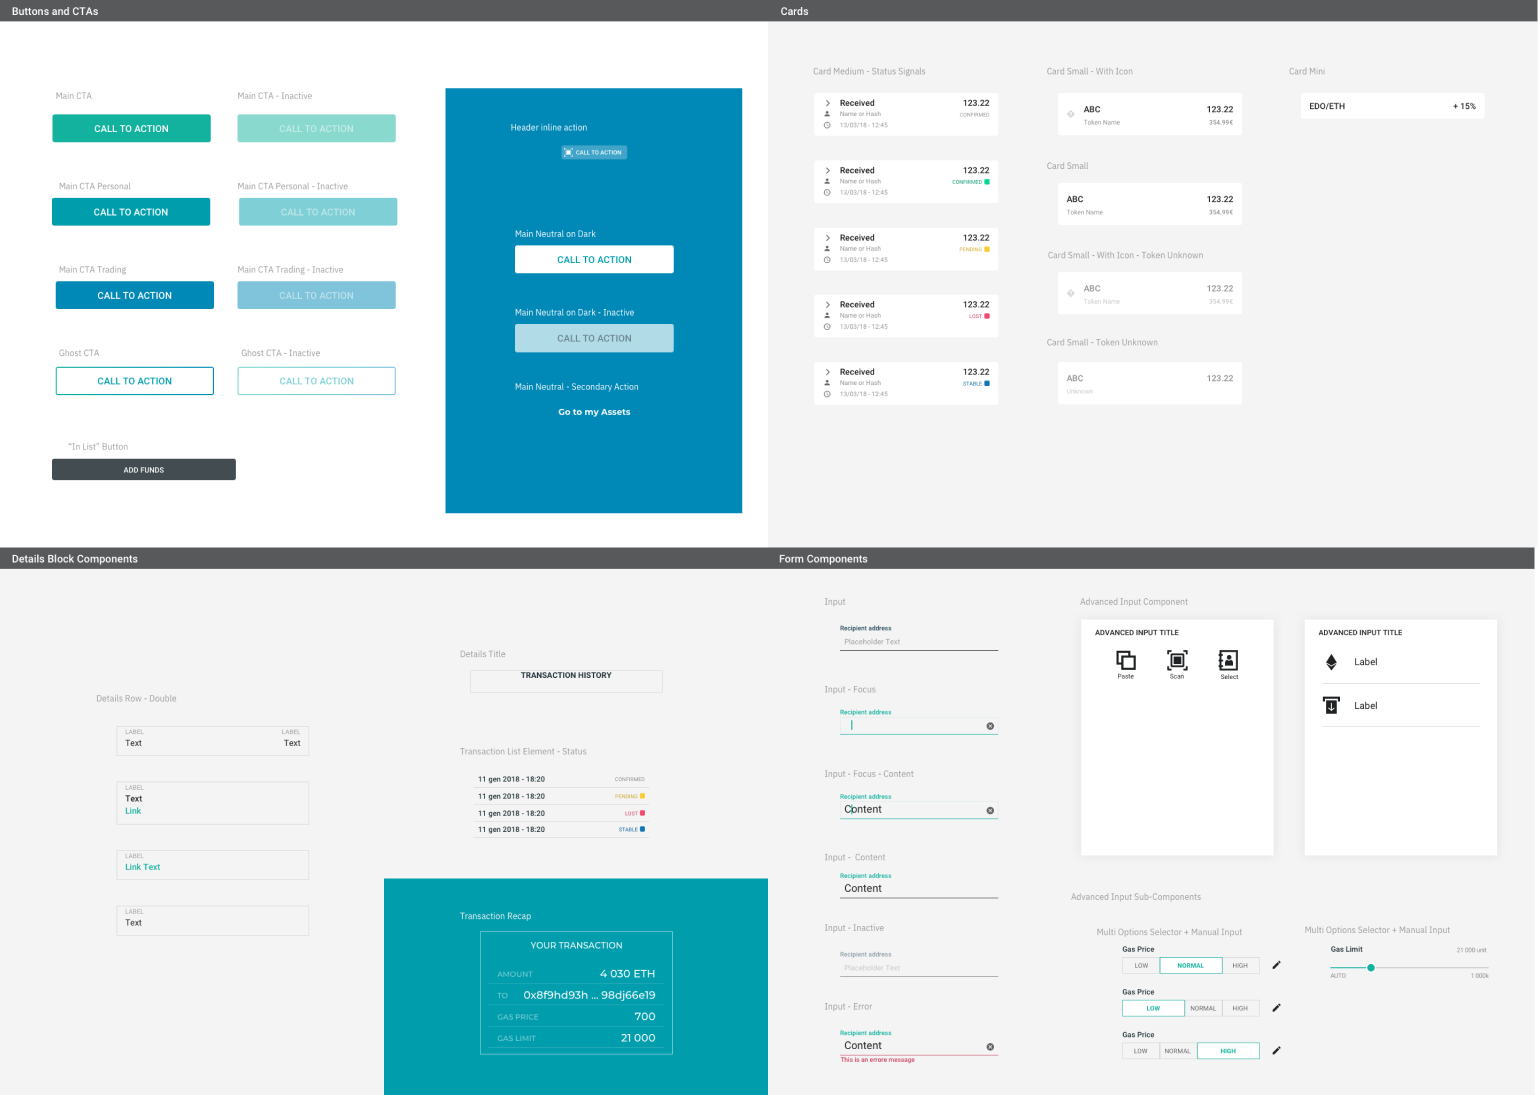 Buttons and CTAs
Main CTA
Main CTA - Inactive
CALL TO ACTION
CALL TO ACTION
Main CTA Personal
Main CTA Personal - Inactive
CALL TO ACTION
CALL TO ACTION
Main CTA Trading
Main CTA Trading - Inactive
CALL TO ACTION
CALL TO ACTION
Ghost CTA
Ghost CTA - Inactive
CALL TO ACTION
CALL TO ACTION
"In List" Button
ADD FUNDS
Header inline action
CALL TO ACTION
Main Neutral on Dark
CALL TO ACTION
Main Neutral on Dark - Inactive
CALL TO ACTION
Main Neutral - Secondary Action
Go to my Assets
Cards
Card Medium - Status Signals
Received 123.22
Name or Hash CONFIRMED
13/03/18 - 12:45
Received 123.22
Name or Hash CONFIRMED
13/03/18 - 12:45
Received 123.22
Name or Hash PENDING
13/03/18 - 12:45
Received 123.22
Name or Hash LOST
13/03/18 - 12:45
Received 123.22
Name or Hash STABLE
13/03/18 - 12:45
Card Small - With Icon
ABC 123.22
Token Name 354.99€
Card Small
ABC 123.22
Token Name 354.99€
Card Small - With Icon - Token Unknown
ABC 123.22
Token Name 354.99€
Card Small - Token Unknown
ABC 123.22
Unknown
Card Mini
EDO/ETH + 15%
Details Block Components
Details Row - Double
LABEL LABEL
Text Text
LABEL
Text
Link
LABEL
Link Text
LABEL
Text
Details Title
TRANSACTION HISTORY
Transaction List Element - Status
11 gen 2018 - 18:20 CONFIRMED
11 gen 2018 - 18:20 PENDING
11 gen 2018 - 18:20 LOST
11 gen 2018 - 18:20 STABLE
Transaction Recap
YOUR TRANSACTION
AMOUNT 4 030 ETH
TO 0x8f9hd93h ... 98dj66e19
GAS PRICE 700
GAS LIMIT 21 000
Form Components
Input
Recipient address
Placeholder Text
Input - Focus
Recipient address
Input - Focus - Content
Recipient address
Content
Input - Content
Recipient address
Content
Input - Inactive
Recipient address
Placeholder Text
Input - Error
Recipient address
Content
This is an errore message
Advanced Input Component
ADVANCED INPUT TITLE
Paste Scan Select
ADVANCED INPUT TITLE
Label
Label
Advanced Input Sub-Components
Multi Options Selector + Manual Input
Gas Price
LOW NORMAL HIGH
Gas Price
LOW NORMAL HIGH
Gas Price
LOW NORMAL HIGH
Multi Options Selector + Manual Input
Gas Limit 21 000 unit
AUTO 1 000k